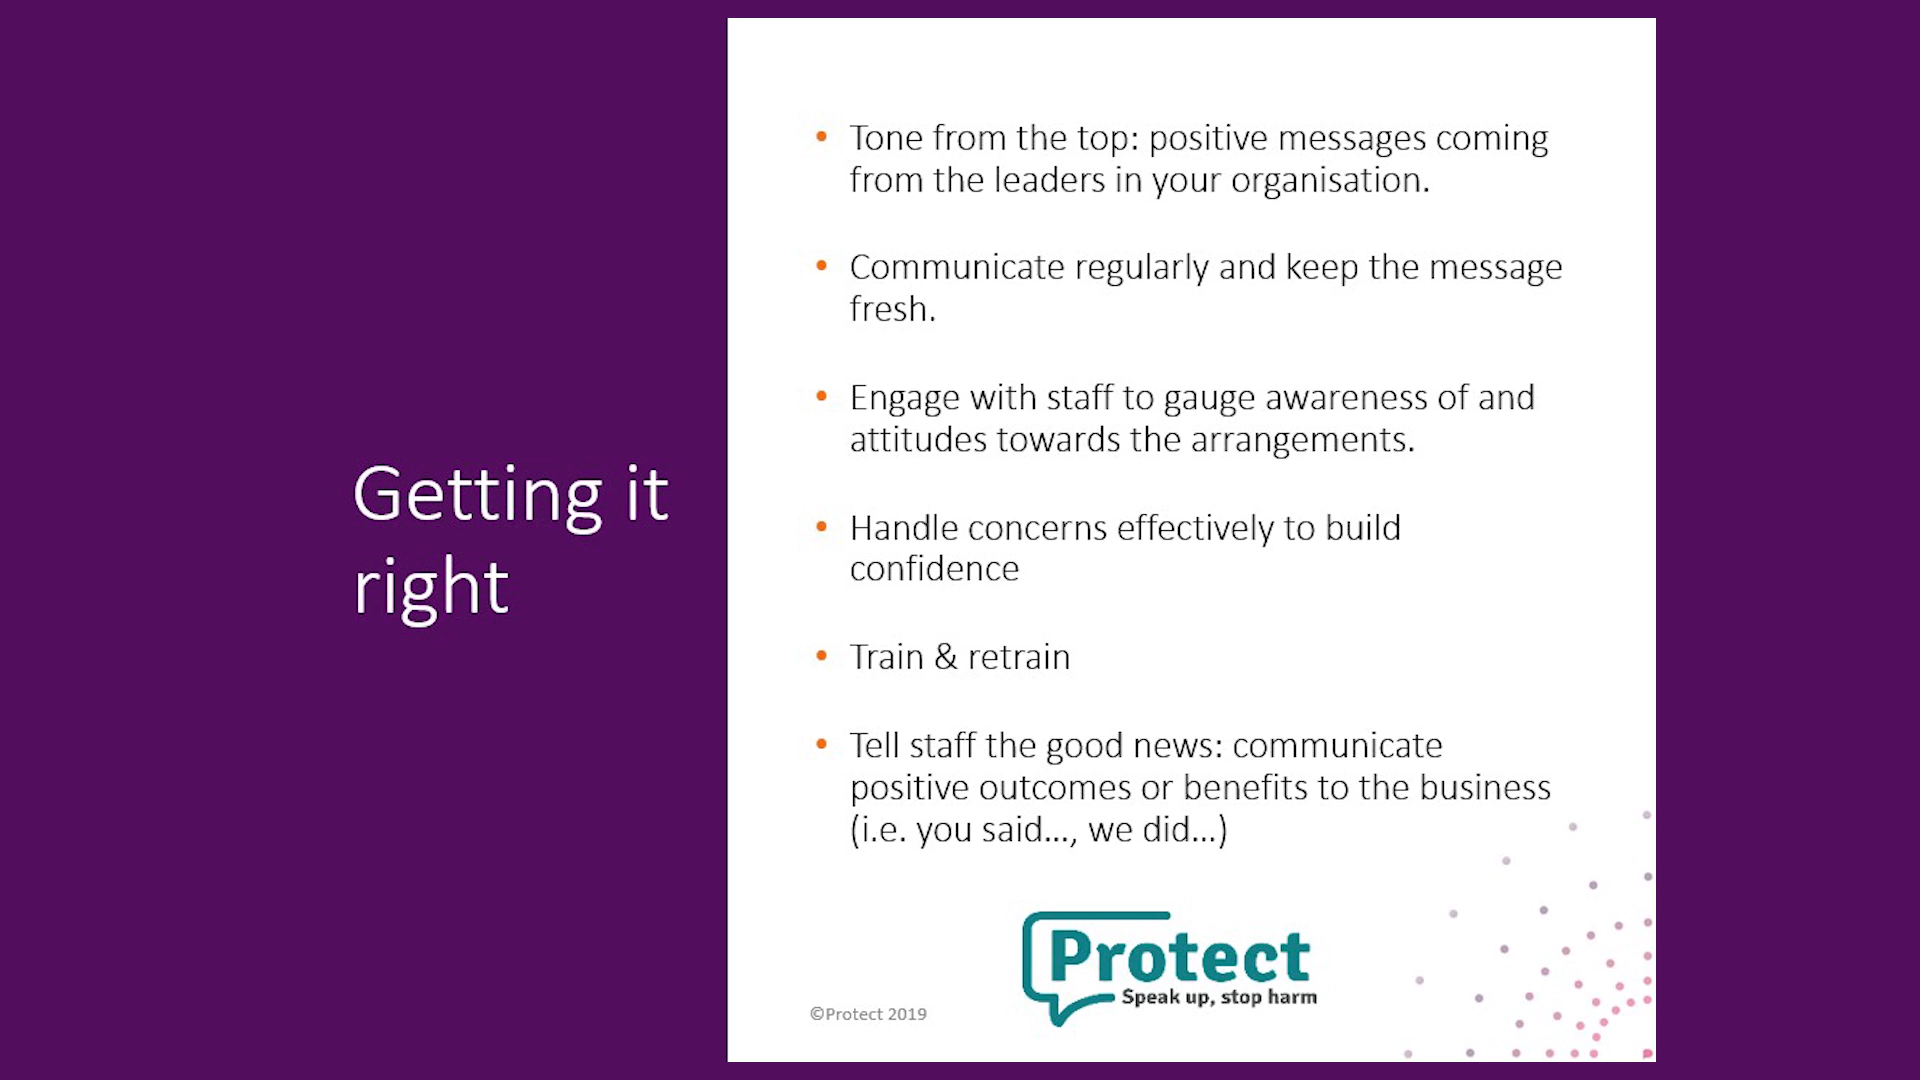 Getting it
right
• Tone from the top: positive messages coming
from the leaders in your organisation.
• Communicate regularly and keep the message
fresh.
• Engage with staff to gauge awareness of and
attitudes towards the arrangements.
• Handle concerns effectively to build
confidence
• Train & retrain
• Tell staff the good news: communicate
positive outcomes or benefits to the business
(i.e. you said…, we did…)
Protect
Speak up, stop harm
©Protect 2019